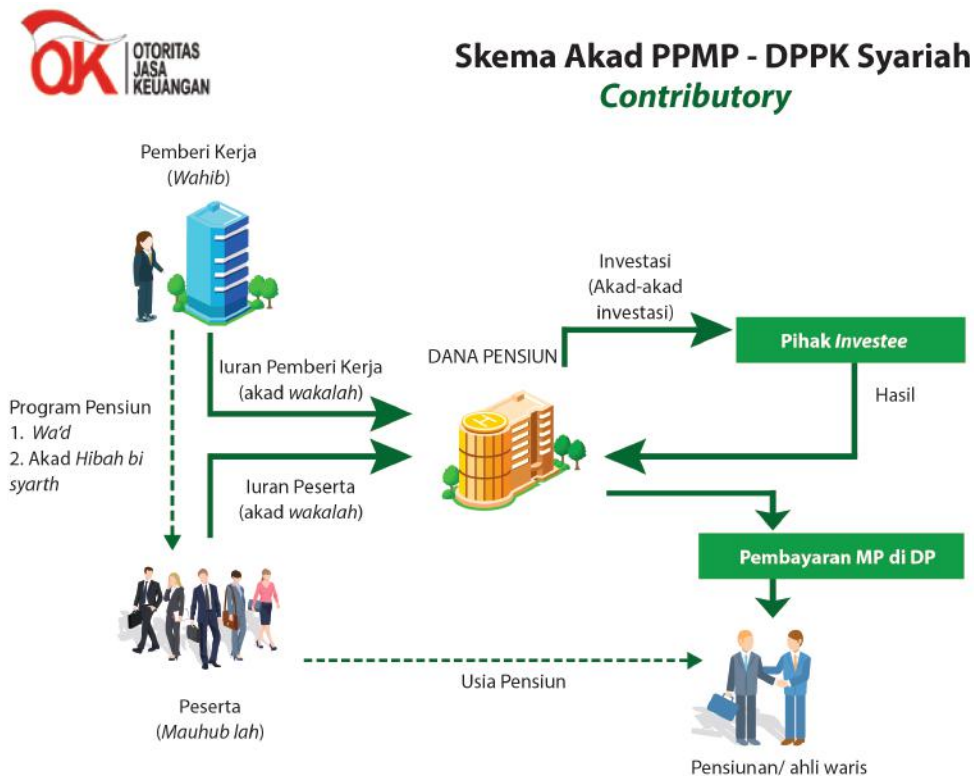 OTORITAS
JASA
KEUANGAN
Skema Akad PPMP - DPPK Syariah
Contributory
Pemberi Kerja
(Wahib)
Investasi
(Akad-akad
investasi)
Pihak Investee
Iuran Pemberi Kerja
(akad wakalah)
DANA PENSIUN
Hasil
Program Pensiun
1. Wa'd
2. Akad Hibah bi
syarth
Iuran Peserta
(akad wakalah)
Pembayaran MP di DP
Usia Pensiun
Peserta
(Mauhub lah)
Pensiunan/ ahli waris